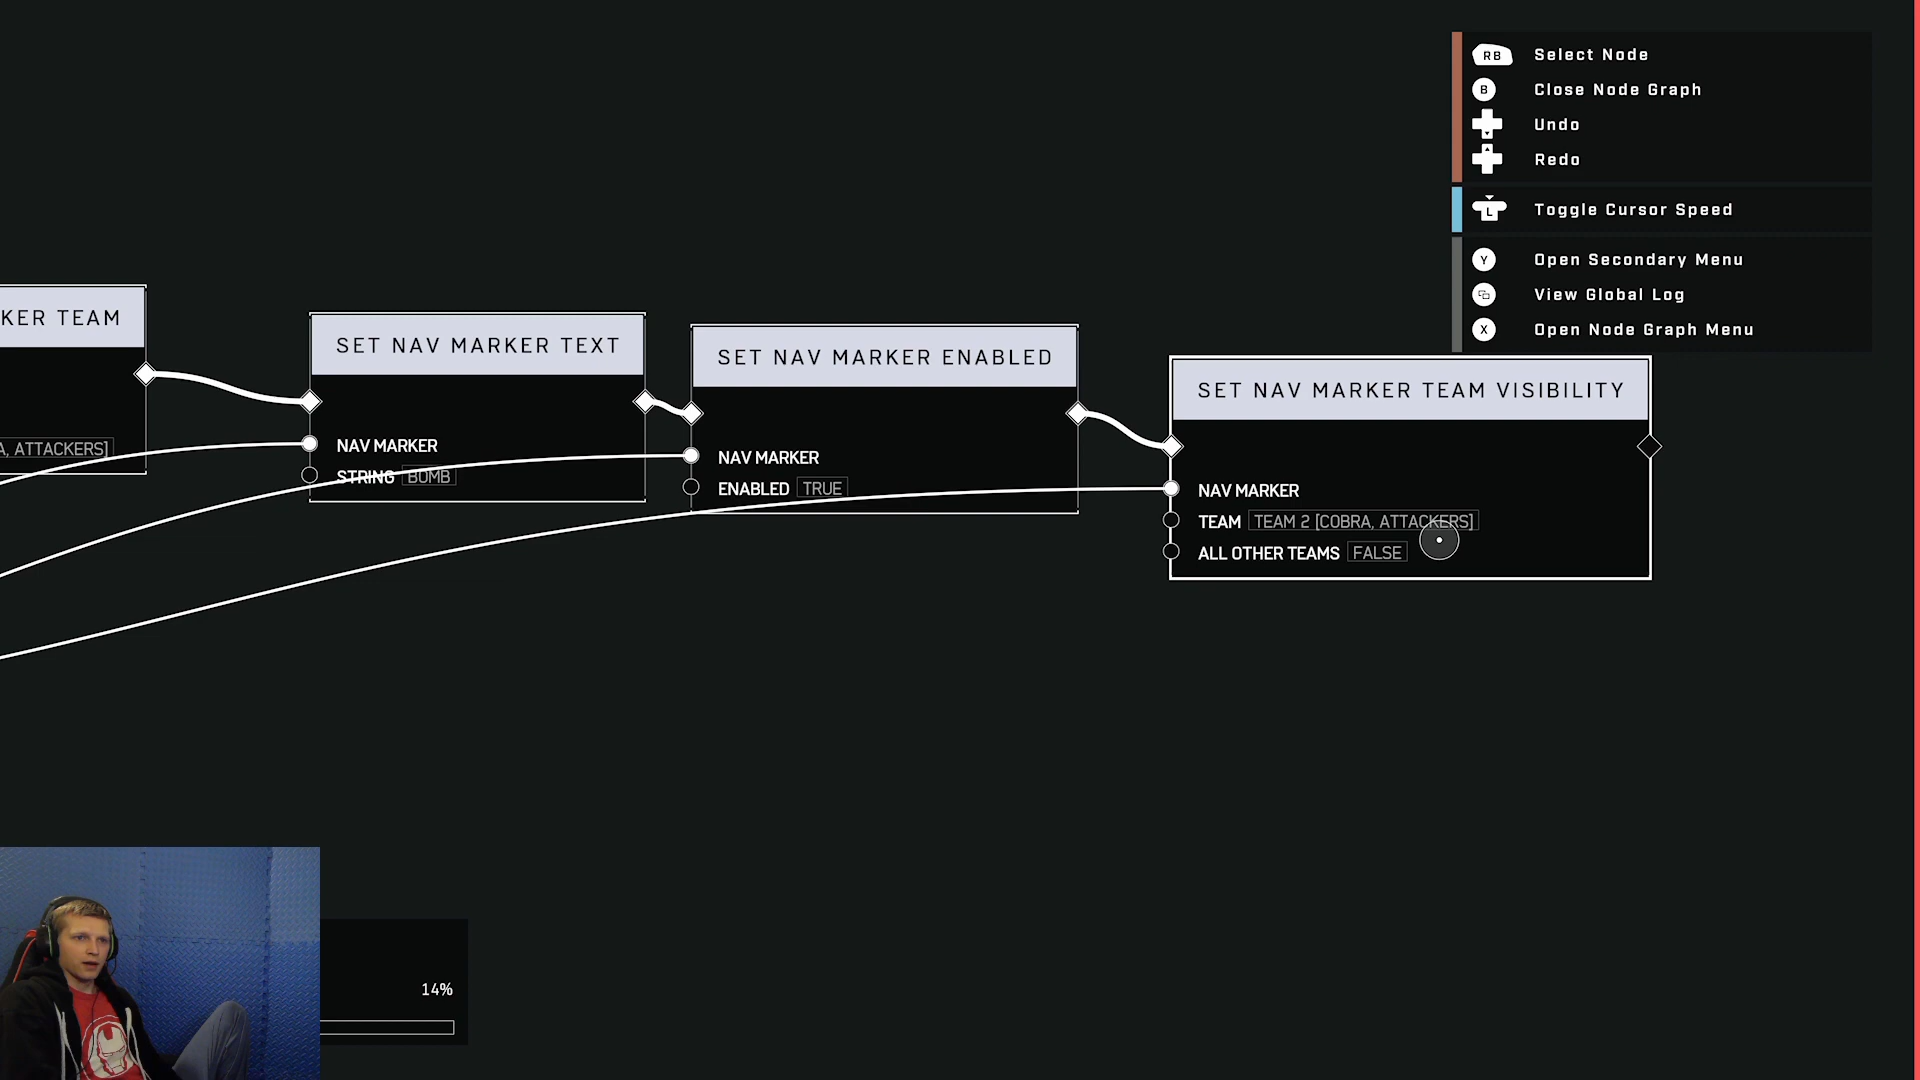 RB Select Node
B Close Node Graph
Undo
Redo
L Toggle Cursor Speed
Y Open Secondary Menu
View Global Log
X Open Node Graph Menu
KER TEAM
A, ATTACKERS]
SET NAV MARKER TEXT
NAV MARKER
STRING BOMB
SET NAV MARKER ENABLED
NAV MARKER
ENABLED TRUE
SET NAV MARKER TEAM VISIBILITY
NAV MARKER
TEAM TEAM 2 [COBRA, ATTACKERS]
ALL OTHER TEAMS FALSE
14%